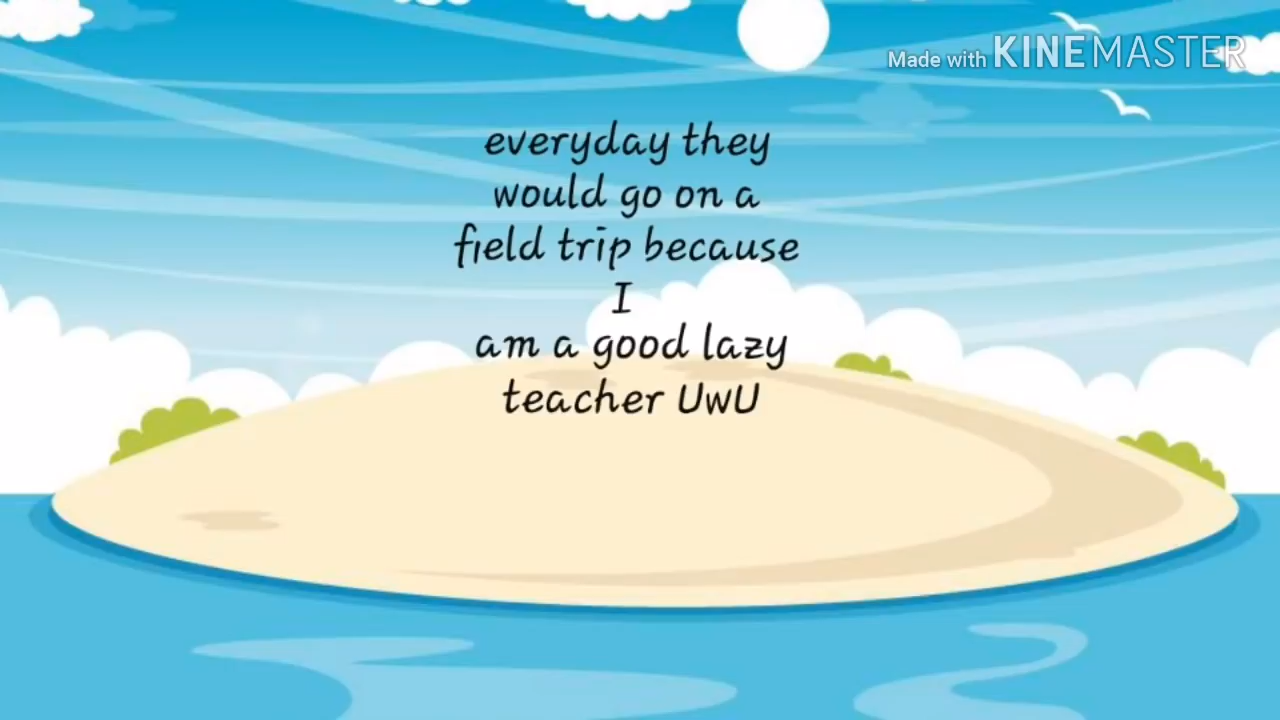 Made with KINEMASTER
everyday they
would go on a
field trip because
I
am a good lazy
teacher UwU